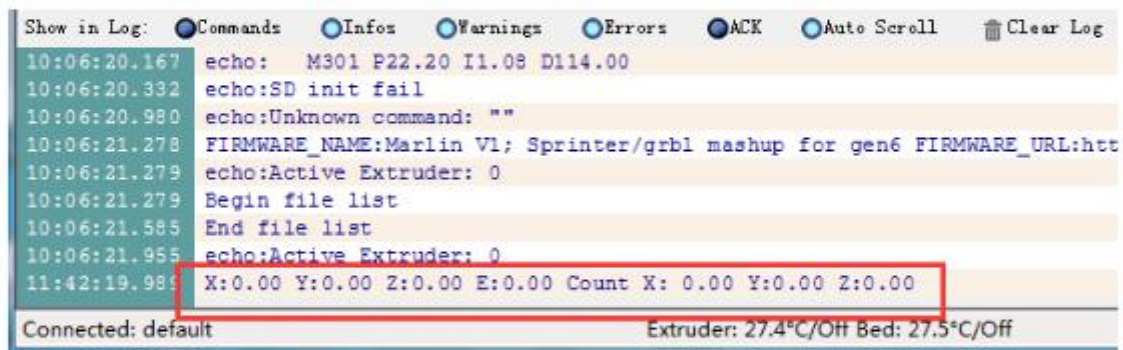 Show in Log: Commands Infos Warnings Errors ACK Auto Scroll Clear Log
10:06:20.167 echo: M301 P22.20 I1.08 D114.00
10:06:20.332 echo:SD init fail
10:06:20.980 echo:Unknown command: ""
10:06:21.278 FIRMWARE_NAME:Marlin V1; Sprinter/grbl mashup for gen6 FIRMWARE_URL:htt
10:06:21.279 echo:Active Extruder: 0
10:06:21.279 Begin file list
10:06:21.585 End file list
10:06:21.955 echo:Active Extruder: 0
11:42:19.989 X:0.00 Y:0.00 Z:0.00 E:0.00 Count X: 0.00 Y:0.00 Z:0.00
Connected: default Extruder: 27.4°C/Off Bed: 27.5°C/Off